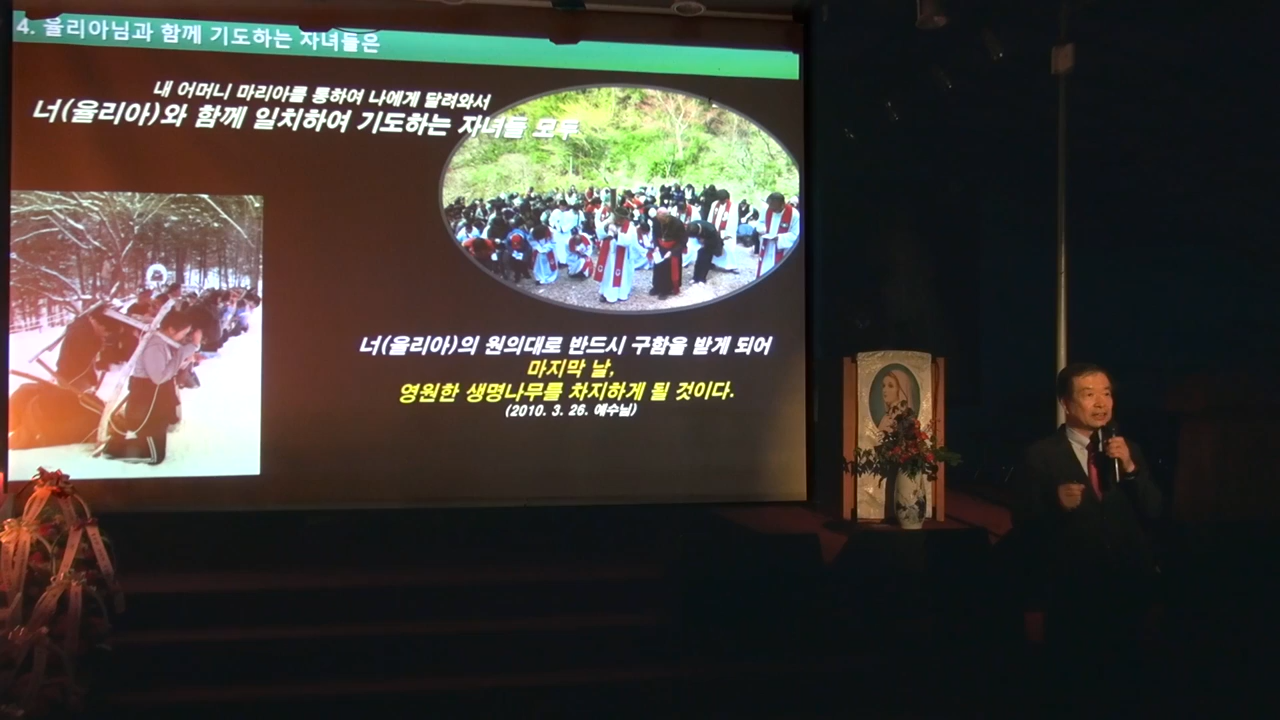 4. 율리아님과 함께 기도하는 자녀들은
내 어머니 마리아를 통하여 나에게 달려와서
너(율리아)와 함께 일치하여 기도하는 자녀들 모두
너(율리아)의 원의대로 반드시 구함을 받게 되어
마지막 날,
영원한 생명나무를 차지하게 될 것이다.
(2010. 3. 26. 예수님)